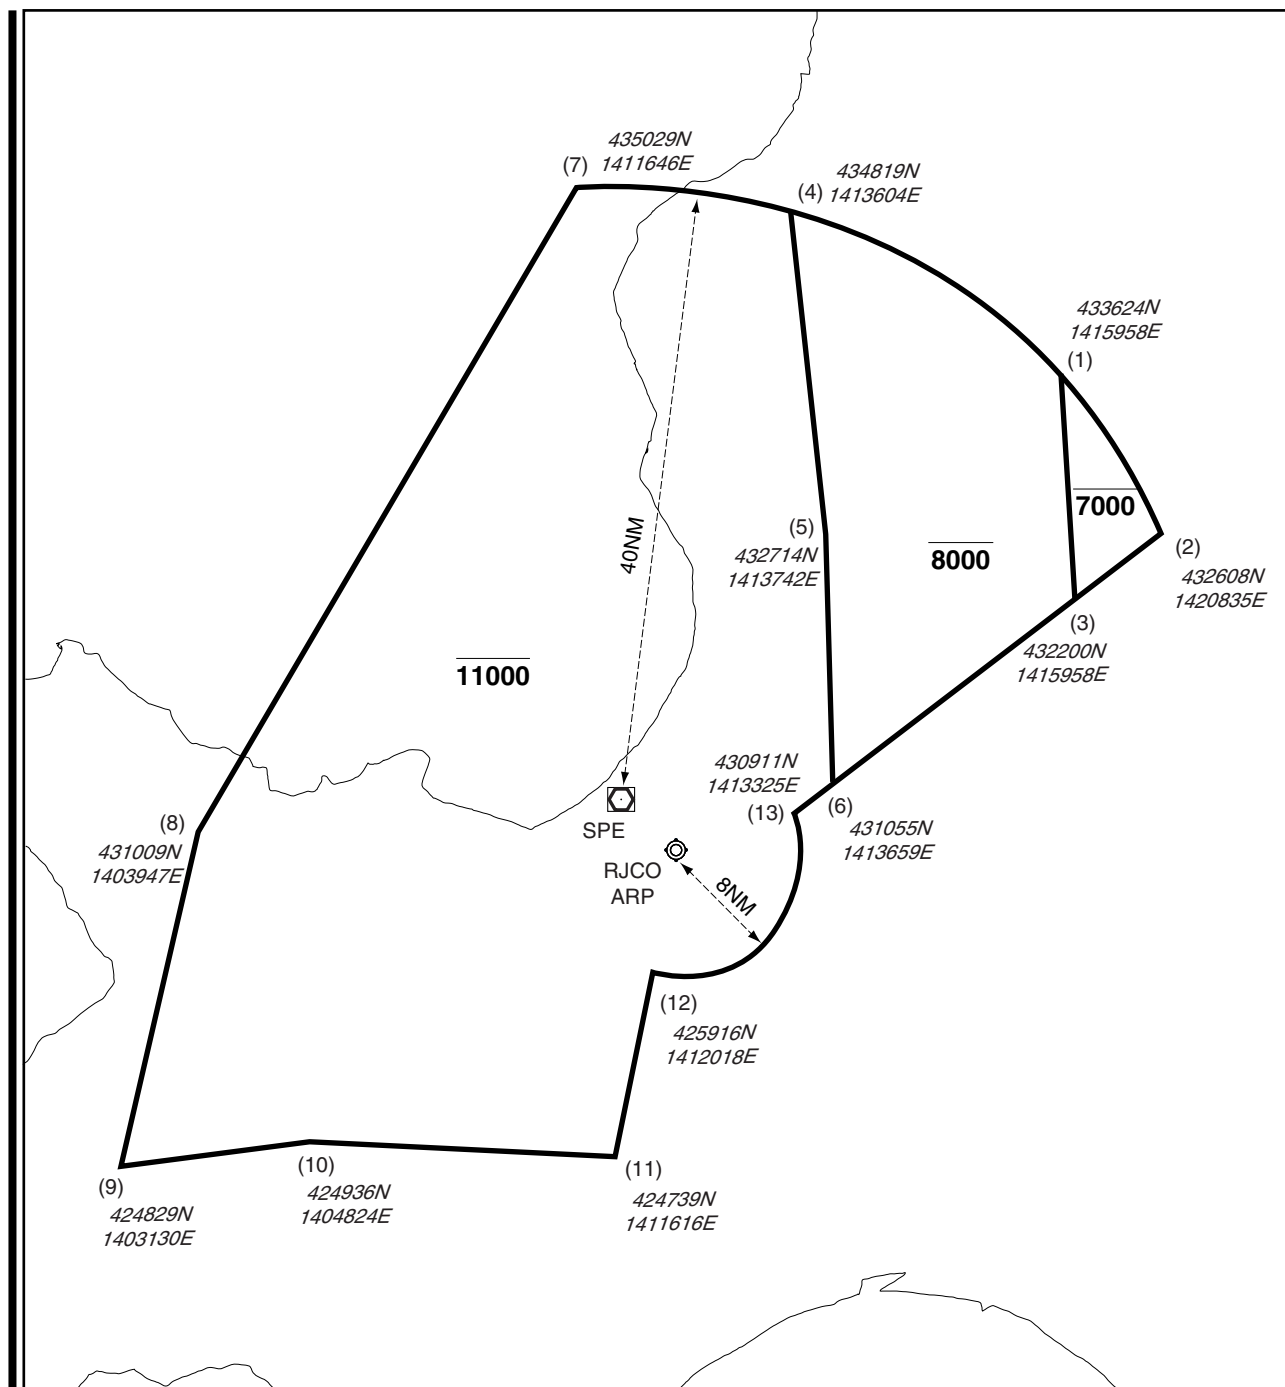 435029N
(7) 1411646E
434819N
(4) 1413604E
433624N
1415958E
(1)
7000
40NM
(5)
432714N
1413742E
8000
(2)
432608N
1420835E
(3)
432200N
1415958E
11000
430911N
1413325E
(13)
(6)
431055N
1413659E
SPE
(8)
431009N
1403947E
RJCO
ARP
8NM
(12)
425916N
1412018E
(9)
424829N
1403130E
(10)
424936N
1404824E
(11)
424739N
1411616E